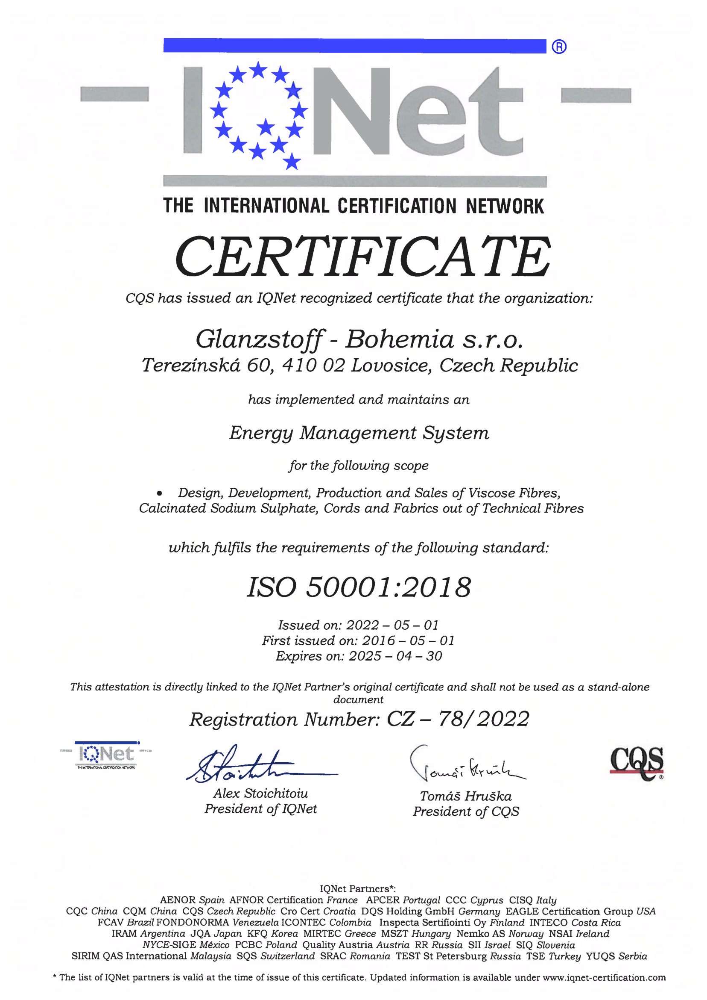 IQNet ®
THE INTERNATIONAL CERTIFICATION NETWORK
CERTIFICATE
CQS has issued an IQNet recognized certificate that the organization:
Glanzstoff - Bohemia s.r.o.
Terezínská 60, 410 02 Lovosice, Czech Republic
has implemented and maintains an
Energy Management System
for the following scope
• Design, Development, Production and Sales of Viscose Fibres,
Calcinated Sodium Sulphate, Cords and Fabrics out of Technical Fibres
which fulfils the requirements of the following standard:
ISO 50001:2018
Issued on: 2022 – 05 – 01
First issued on: 2016 – 05 – 01
Expires on: 2025 – 04 – 30
This attestation is directly linked to the IQNet Partner's original certificate and shall not be used as a stand-alone
document
Registration Number: CZ – 78/2022
IQNet
THE INTERNATIONAL CERTIFICATION NETWORK
Tomáš Hruška
CQS ®
Alex Stoichitoiu
President of IQNet
Tomáš Hruška
President of CQS
IQNet Partners*:
AENOR Spain AFNOR Certification France APCER Portugal CCC Cyprus CISQ Italy
CQC China CQM China CQS Czech Republic Cro Cert Croatia DQS Holding GmbH Germany EAGLE Certification Group USA
FCAV Brazil FONDONORMA Venezuela ICONTEC Colombia Inspecta Sertifiointi Oy Finland INTECO Costa Rica
IRAM Argentina JQA Japan KFQ Korea MIRTEC Greece MSZT Hungary Nemko AS Norway NSAI Ireland
NYCE-SIGE México PCBC Poland Quality Austria Austria RR Russia SII Israel SIQ Slovenia
SIRIM QAS International Malaysia SQS Switzerland SRAC Romania TEST St Petersburg Russia TSE Turkey YUQS Serbia
* The list of IQNet partners is valid at the time of issue of this certificate. Updated information is available under www.iqnet-certification.com